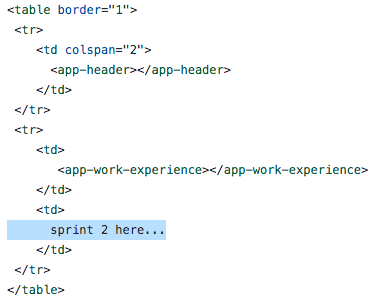 <table border="1">
 <tr>
    <td colspan="2">
      <app-header></app-header>
    </td>
 </tr>
 <tr>
    <td>
       <app-work-experience></app-work-experience>
    </td>
    <td>
      sprint 2 here...
    </td>
 </tr>
</table>